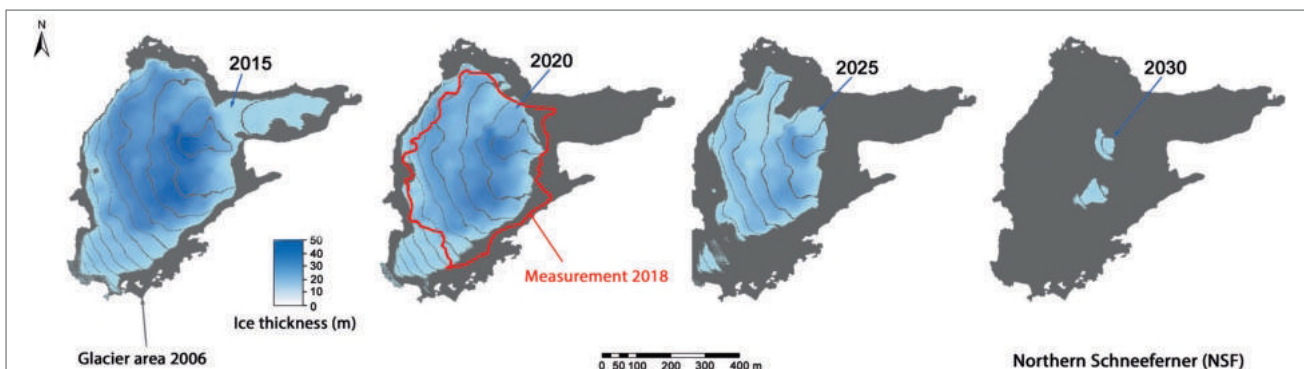 N
2015
2020
2025
2030
50
40
30
20
10
0
Ice thickness (m)
Measurement 2018
Glacier area 2006
0 50 100 200 300 400 m
Northern Schneeferner (NSF)